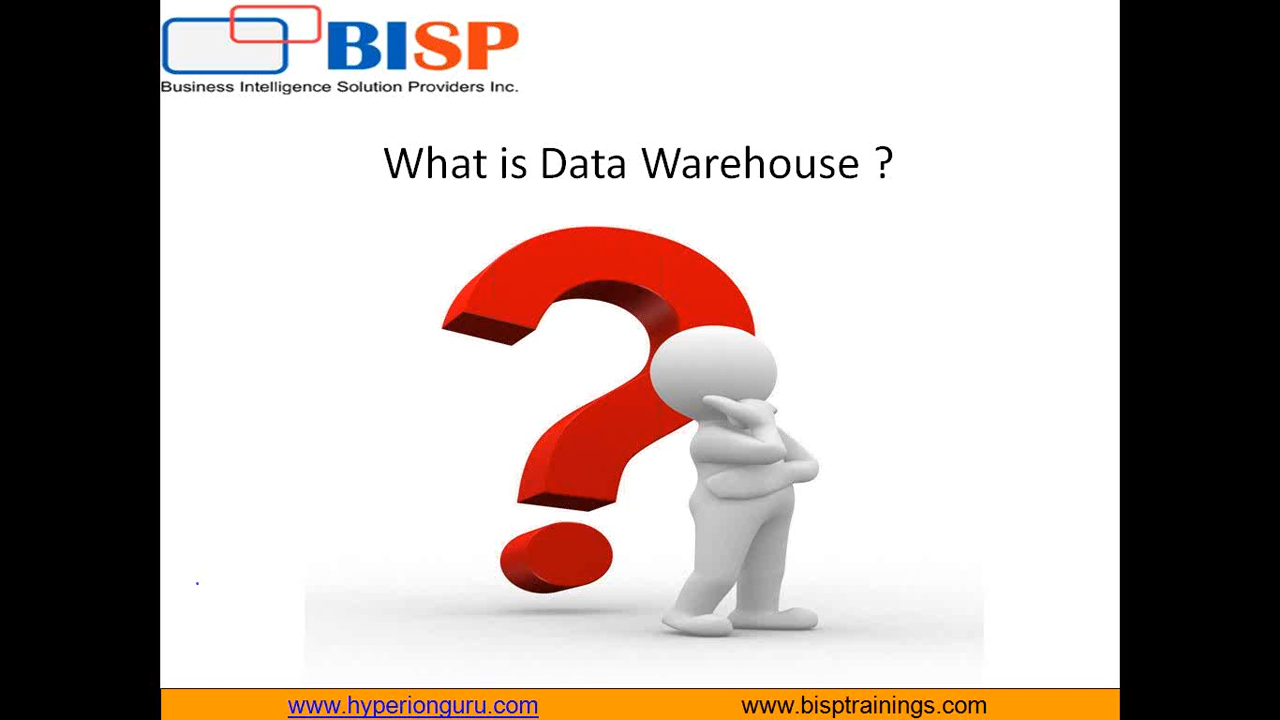 BISP
Business Intelligence Solution Providers Inc.
What is Data Warehouse ?
www.hyperionguru.com www.bisptrainings.com